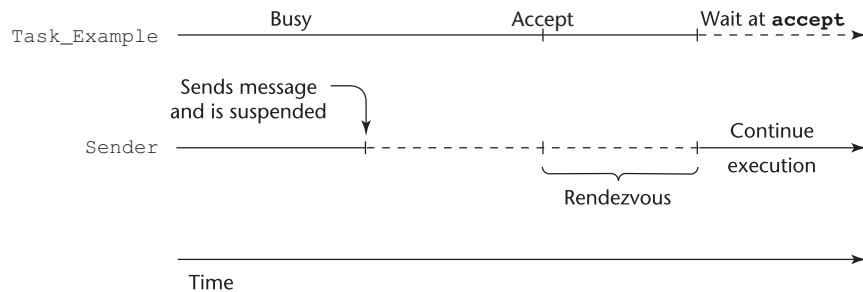 Busy
Accept
Wait at accept
Task_Example
Sends message
and is suspended
Sender
Continue
execution
Rendezvous
Time